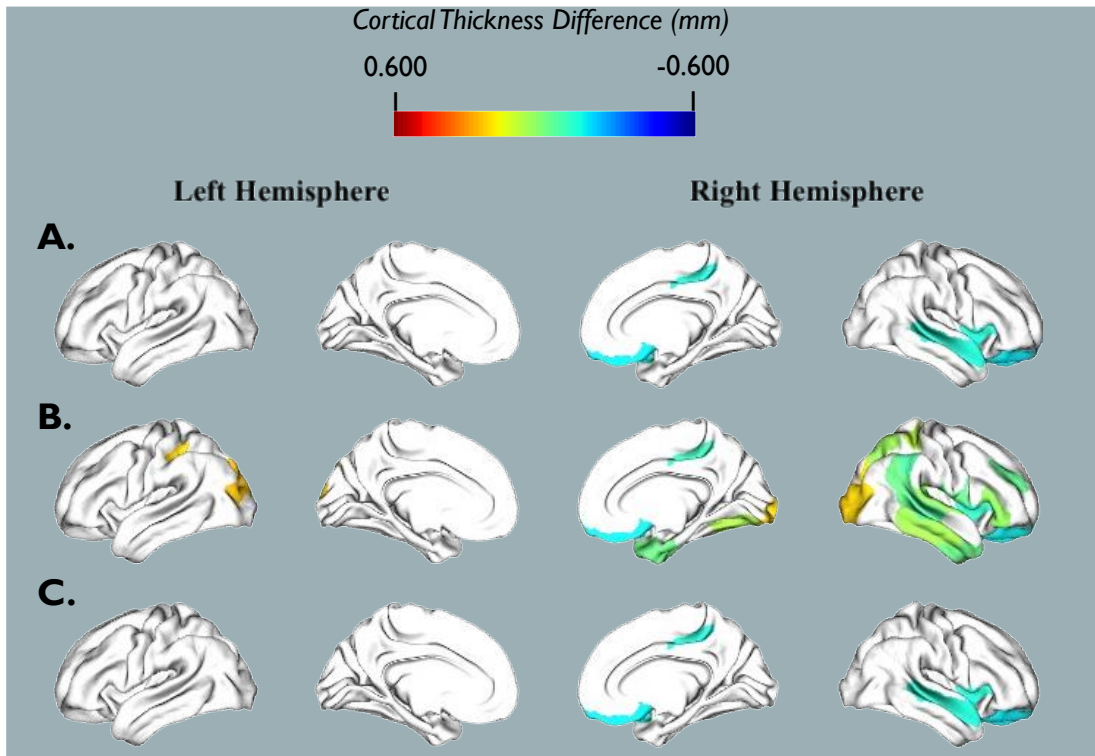 Cortical Thickness Difference (mm)
0.600 -0.600
Left Hemisphere Right Hemisphere
A.
B.
C.